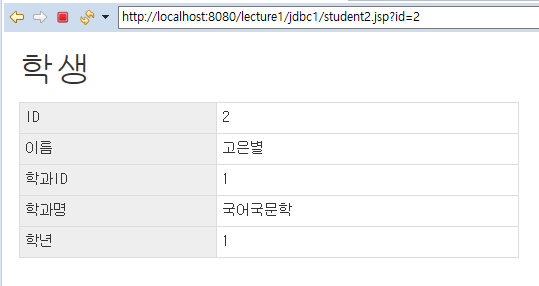 http://localhost:8080/lecture1/jdbc1/student2.jsp?id=2
학생
ID 2
이름 고은별
학과ID 1
학과명 국어국문학
학년 1